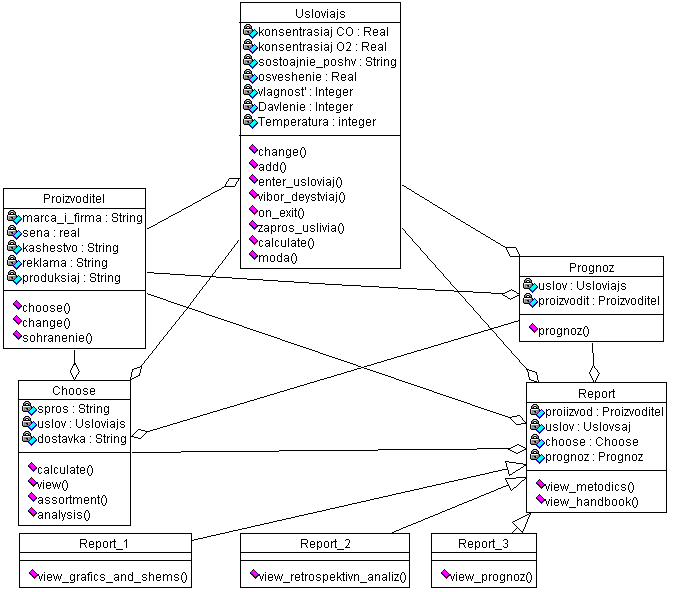 Usloviajs
konsentrasiaj CO : Real
konsentrasiaj O2 : Real
sostoajnie_poshv : String
osveshenie : Real
vlagnost' : Integer
Davlenie : Integer
Temperatura : integer
change()
add()
enter_usloviaj()
vibor_deystviaj()
on_exit()
zapros_uslivia()
calculate()
moda()
Proizvoditel
marca_i_firma : String
sena : real
kashestvo : String
reklama : String
produksiaj : String
choose()
change()
sohranenie()
Prognoz
uslov : Usloviajs
proizvodit : Proizvoditel
prognoz()
Choose
spros : String
uslov : Usloviajs
dostavka : String
calculate()
view()
assortment()
analysis()
Report
proiizvod : Proizvoditel
uslov : Uslovsaj
choose : Choose
prognoz : Prognoz
view_metodics()
view_handbook()
Report_1
view_grafics_and_shems()
Report_2
view_retrospektivn_analiz()
Report_3
view_prognoz()